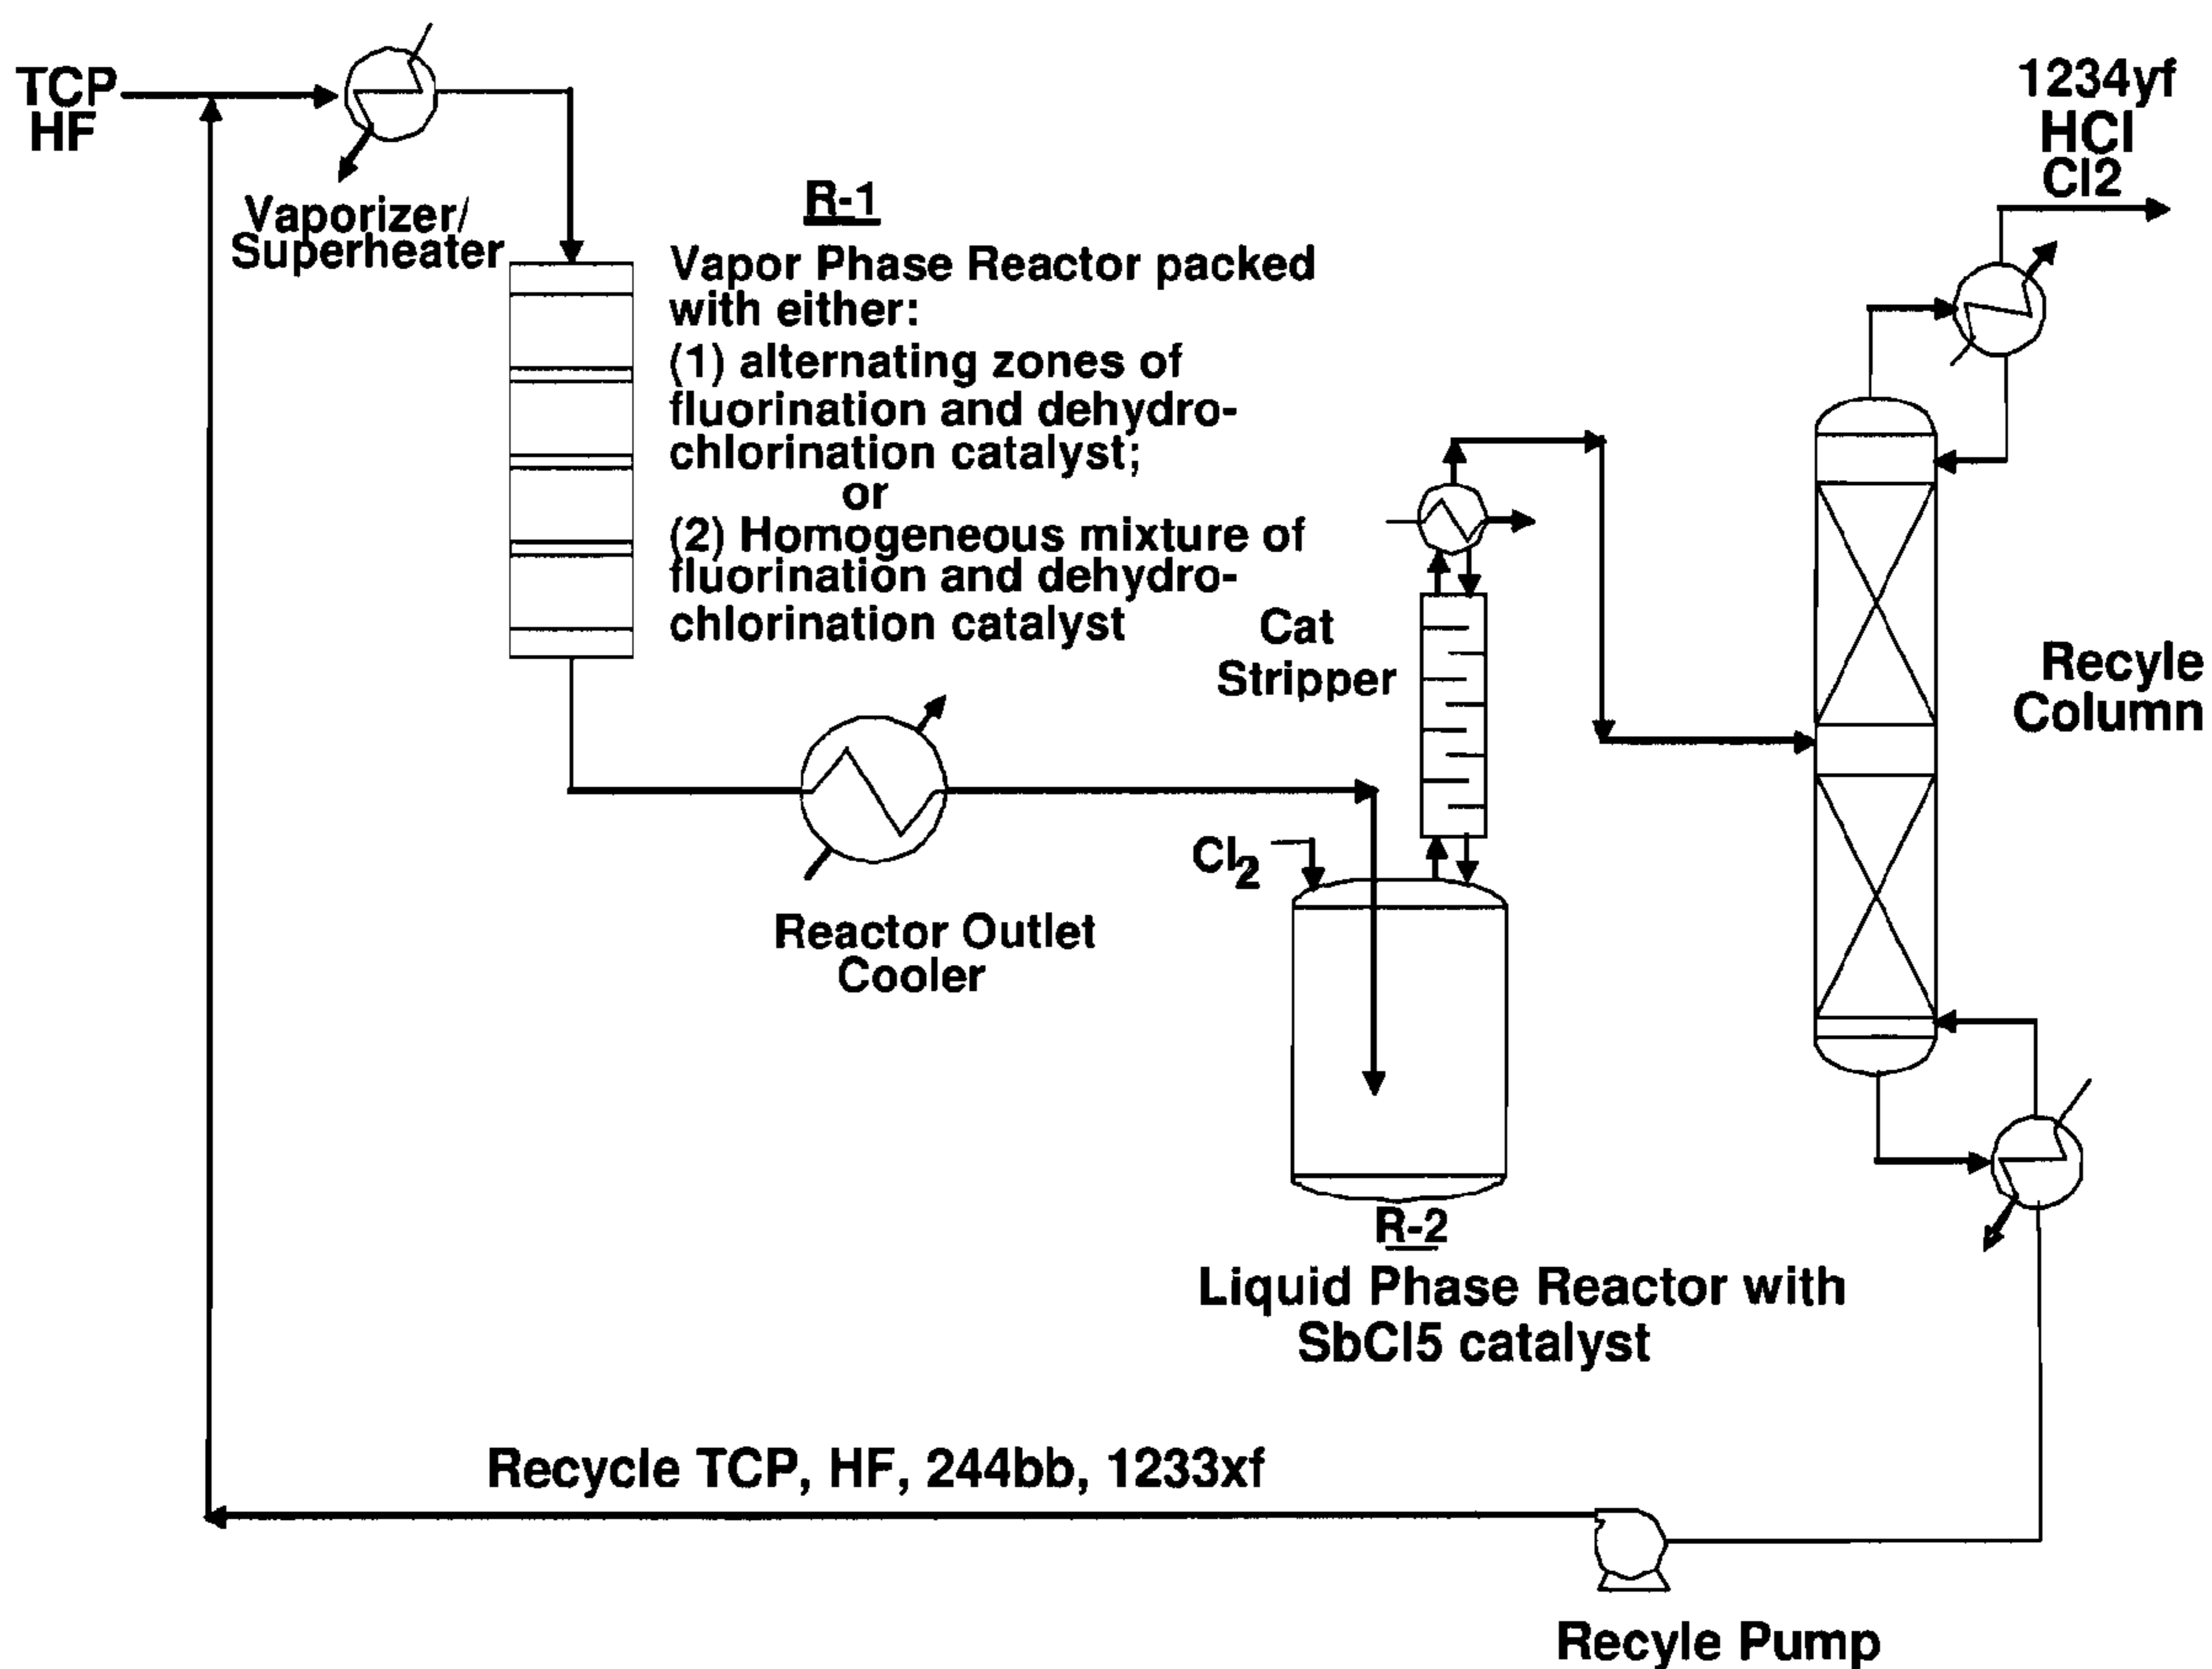 TCP
HF
Vaporizer/
Superheater
R-1
Vapor Phase Reactor packed
with either:
(1) alternating zones of
fluorination and dehydro-
chlorination catalyst;
or
(2) Homogeneous mixture of
fluorination and dehydro-
chlorination catalyst
1234yf
HCl
Cl2
Cat
Stripper
Recyle
Column
Reactor Outlet
Cooler
Cl2
R-2
Liquid Phase Reactor with
SbCl5 catalyst
Recycle TCP, HF, 244bb, 1233xf
Recyle Pump